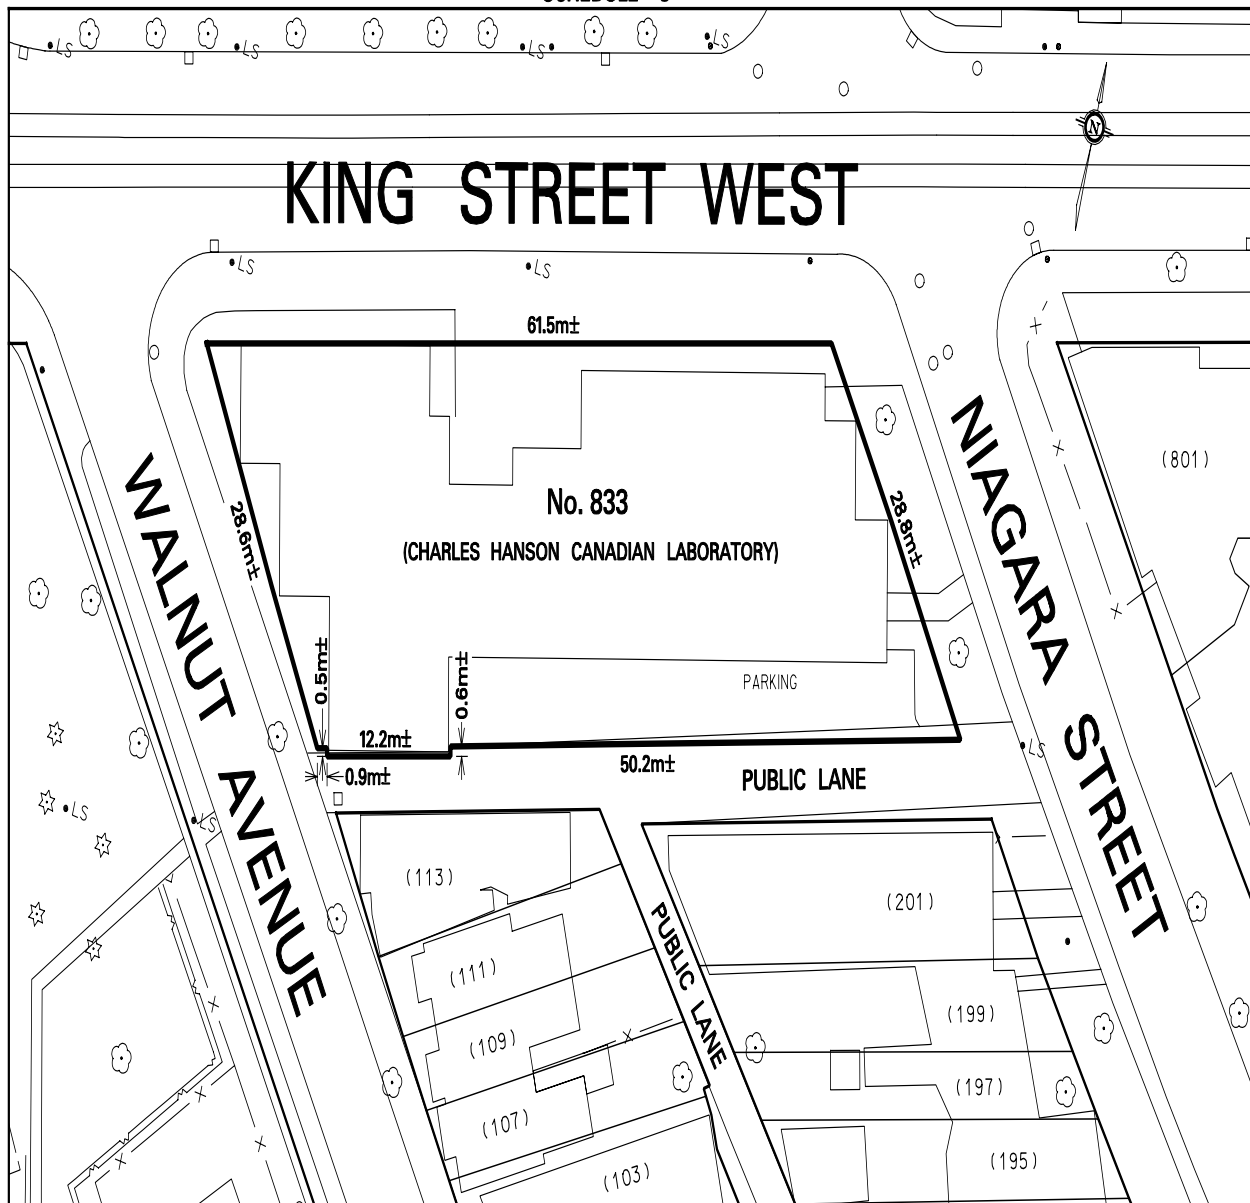 LS
LS
LS
LS
N
KING STREET WEST
LS
LS
61.5m±
(801)
No. 833
(CHARLES HANSON CANADIAN LABORATORY)
28.6m±
28.8m±
WALNUT AVENUE
NIAGARA STREET
0.5m±
0.6m±
PARKING
12.2m±
0.9m±
50.2m±
LS
PUBLIC LANE
LS
LS
(113)
(201)
PUBLIC LANE
(111)
(199)
(109)
(197)
(107)
(195)
(103)